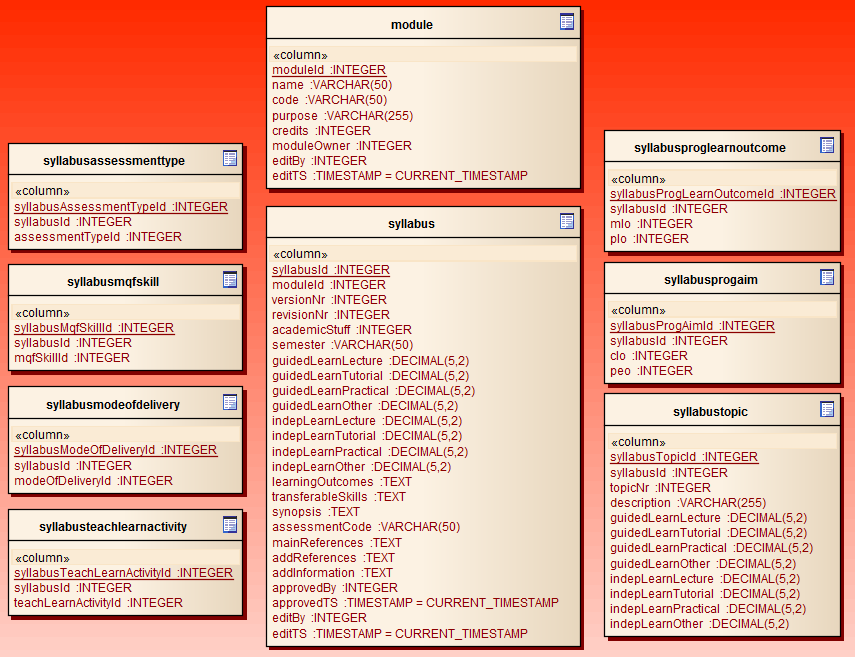 module
«column»
moduleId :INTEGER
name :VARCHAR(50)
code :VARCHAR(50)
purpose :VARCHAR(255)
credits :INTEGER
moduleOwner :INTEGER
editBy :INTEGER
editTS :TIMESTAMP = CURRENT_TIMESTAMP
syllabusassessmenttype
«column»
syllabusAssessmentTypeId :INTEGER
syllabusId :INTEGER
assessmentTypeId :INTEGER
syllabusmqfskill
«column»
syllabusMqfSkillId :INTEGER
syllabusId :INTEGER
mqfSkillId :INTEGER
syllabusmodeofdelivery
«column»
syllabusModeOfDeliveryId :INTEGER
syllabusId :INTEGER
modeOfDeliveryId :INTEGER
syllabusteachlearnactivity
«column»
syllabusTeachLearnActivityId :INTEGER
syllabusId :INTEGER
teachLearnActivityId :INTEGER
syllabus
«column»
syllabusId :INTEGER
moduleId :INTEGER
versionNr :INTEGER
revisionNr :INTEGER
academicStuff :INTEGER
semester :VARCHAR(50)
guidedLearnLecture :DECIMAL(5,2)
guidedLearnTutorial :DECIMAL(5,2)
guidedLearnPractical :DECIMAL(5,2)
guidedLearnOther :DECIMAL(5,2)
indepLearnLecture :DECIMAL(5,2)
indepLearnTutorial :DECIMAL(5,2)
indepLearnPractical :DECIMAL(5,2)
indepLearnOther :DECIMAL(5,2)
learningOutcomes :TEXT
transferableSkills :TEXT
synopsis :TEXT
assessmentCode :VARCHAR(50)
mainReferences :TEXT
addReferences :TEXT
addInformation :TEXT
approvedBy :INTEGER
approvedTS :TIMESTAMP = CURRENT_TIMESTAMP
editBy :INTEGER
editTS :TIMESTAMP = CURRENT_TIMESTAMP
syllabusproglearnoutcome
«column»
syllabusProgLearnOutcomeId :INTEGER
syllabusId :INTEGER
mlo :INTEGER
plo :INTEGER
syllabusprogaim
«column»
syllabusProgAimId :INTEGER
syllabusId :INTEGER
clo :INTEGER
peo :INTEGER
syllabustopic
«column»
syllabusTopicId :INTEGER
syllabusId :INTEGER
topicNr :INTEGER
description :VARCHAR(255)
guidedLearnLecture :DECIMAL(5,2)
guidedLearnTutorial :DECIMAL(5,2)
guidedLearnPractical :DECIMAL(5,2)
guidedLearnOther :DECIMAL(5,2)
indepLearnLecture :DECIMAL(5,2)
indepLearnTutorial :DECIMAL(5,2)
indepLearnPractical :DECIMAL(5,2)
indepLearnOther :DECIMAL(5,2)